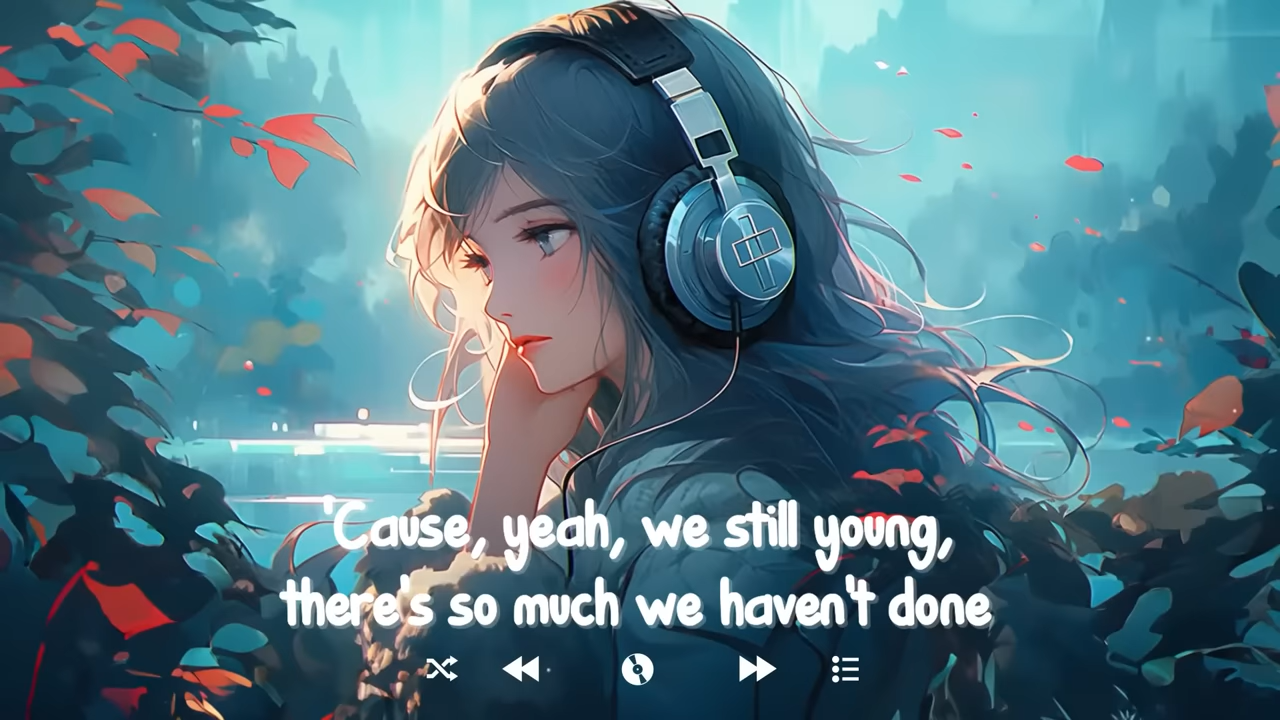 'Cause, yeah, we still young,
there's so much we haven't done